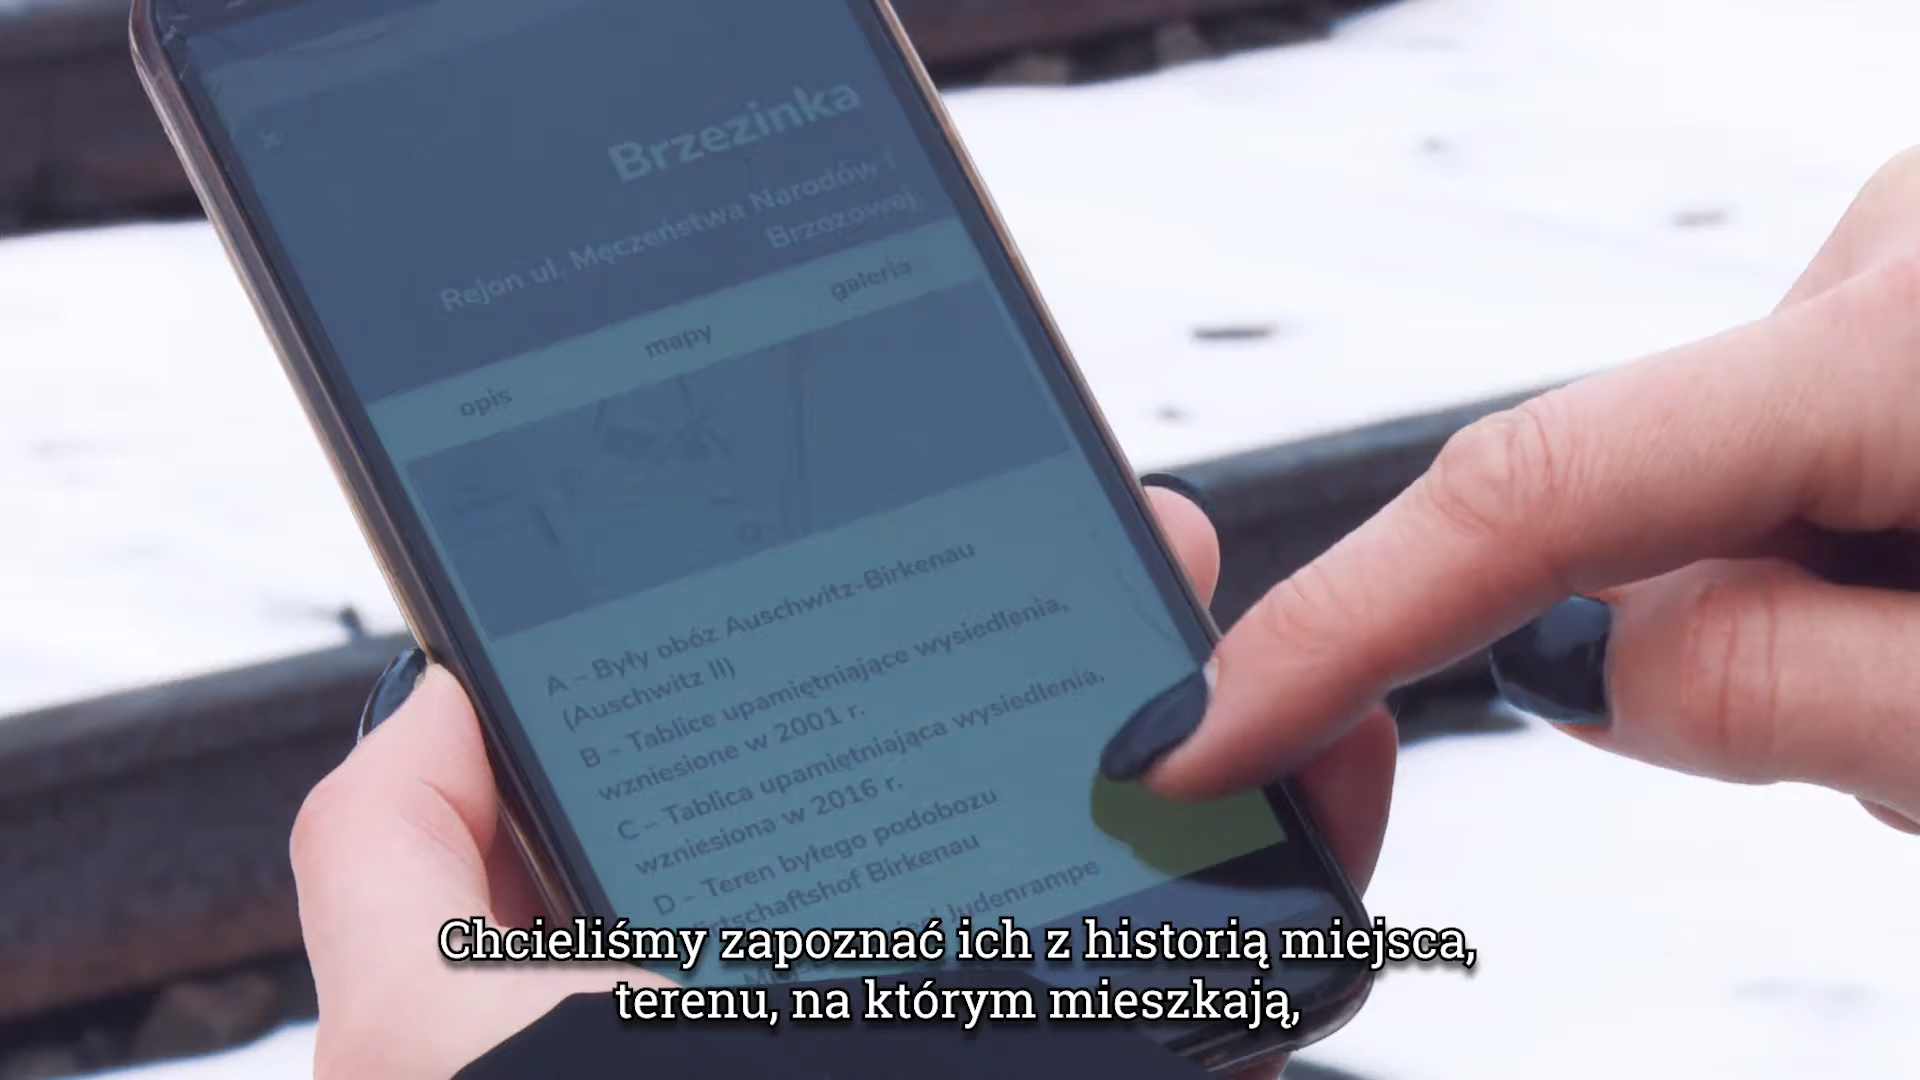 Brzezinka
Rejon ul. Męczeństwa Narodów i
Brzozowej
opis mapy galeria
A – Były obóz Auschwitz-Birkenau
(Auschwitz II)
B – Tablice upamiętniające wysiedlenia,
wzniesione w 2001 r.
C – Tablica upamiętniająca wysiedlenia,
wzniesiona w 2016 r.
D – Teren byłego podobozu
Birkenau
Judenrampe
Chcieliśmy zapoznać ich z historią miejsca,
terenu, na którym mieszkają,